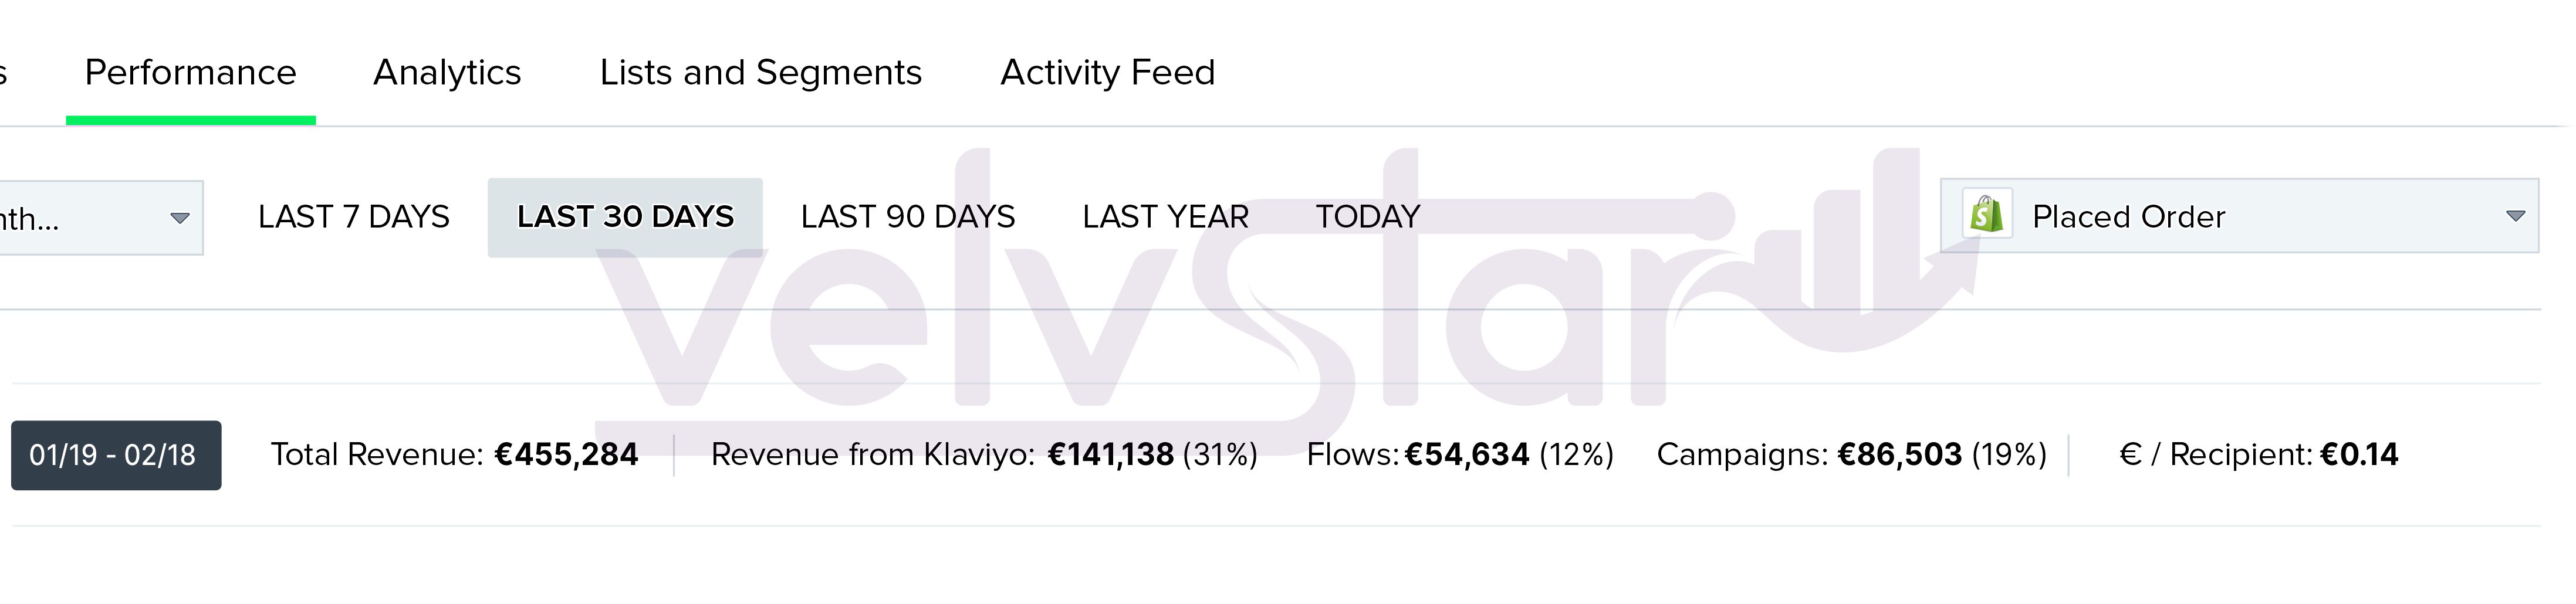 s Performance Analytics Lists and Segments Activity Feed
nth... LAST 7 DAYS LAST 30 DAYS LAST 90 DAYS LAST YEAR TODAY Placed Order
velvstar
01/19 - 02/18 Total Revenue: €455,284 Revenue from Klaviyo: €141,138 (31%) Flows: €54,634 (12%) Campaigns: €86,503 (19%) € / Recipient: €0.14